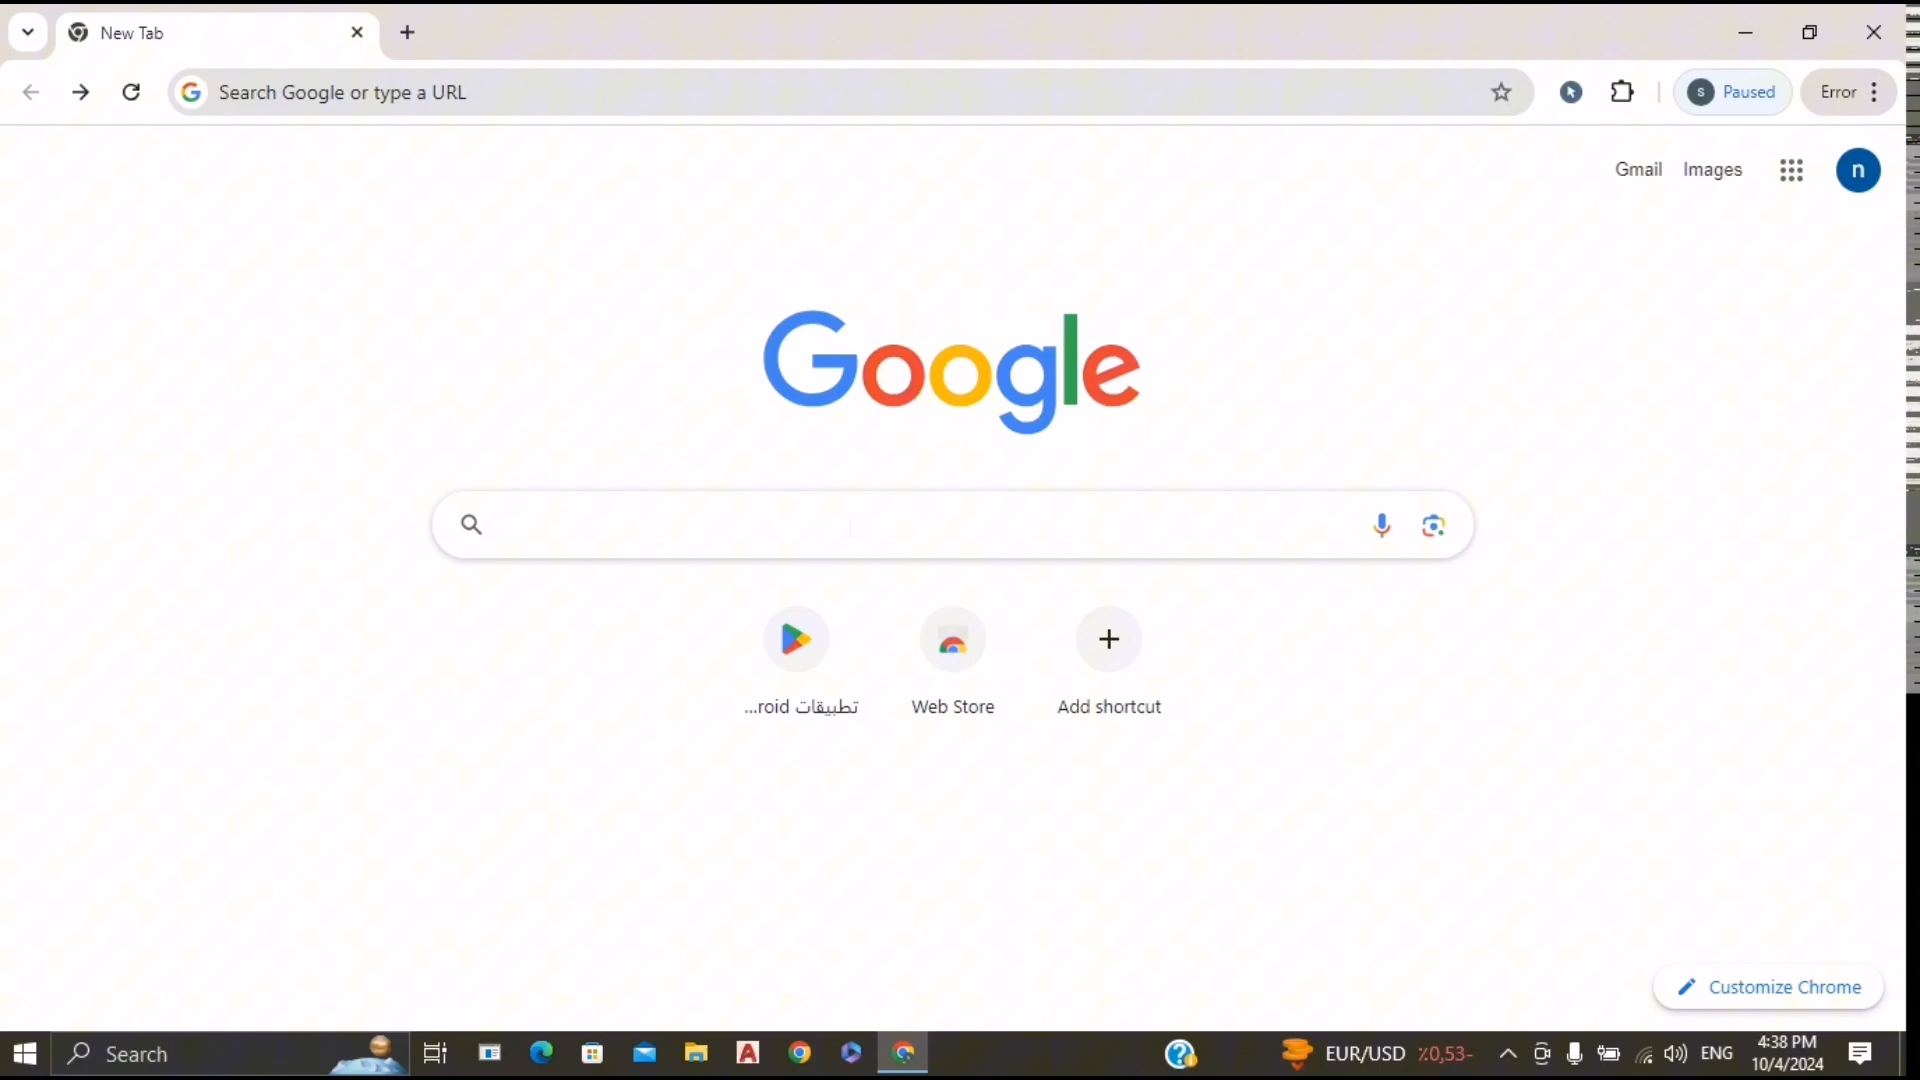 New Tab
Search Google or type a URL
S Paused
Error
Gmail Images
n
Google
تطبيقات roid...
Web Store
Add shortcut
Customize Chrome
Search
EUR/USD
٪0,53-
ENG
4:38 PM
10/4/2024